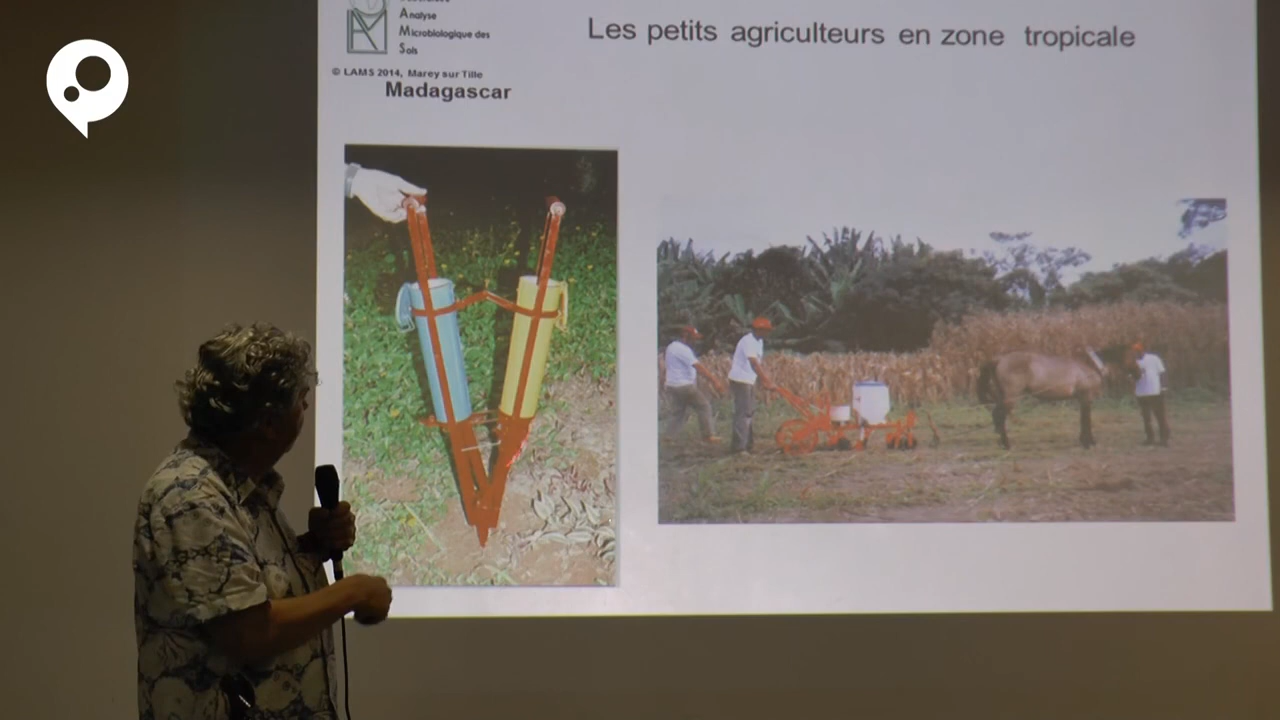 Analyse
Microbiologique des
Sols
© LAMS 2014, Marey sur Tille
Madagascar
Les petits agriculteurs en zone tropicale